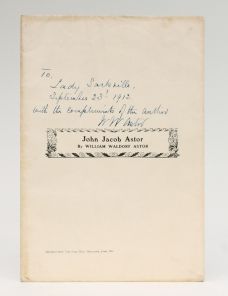 To,
Lady Sackville,
September 23ʳ 1912
with the compliments of the author
W W Astor
John Jacob Astor
By WILLIAM WALDORF ASTOR